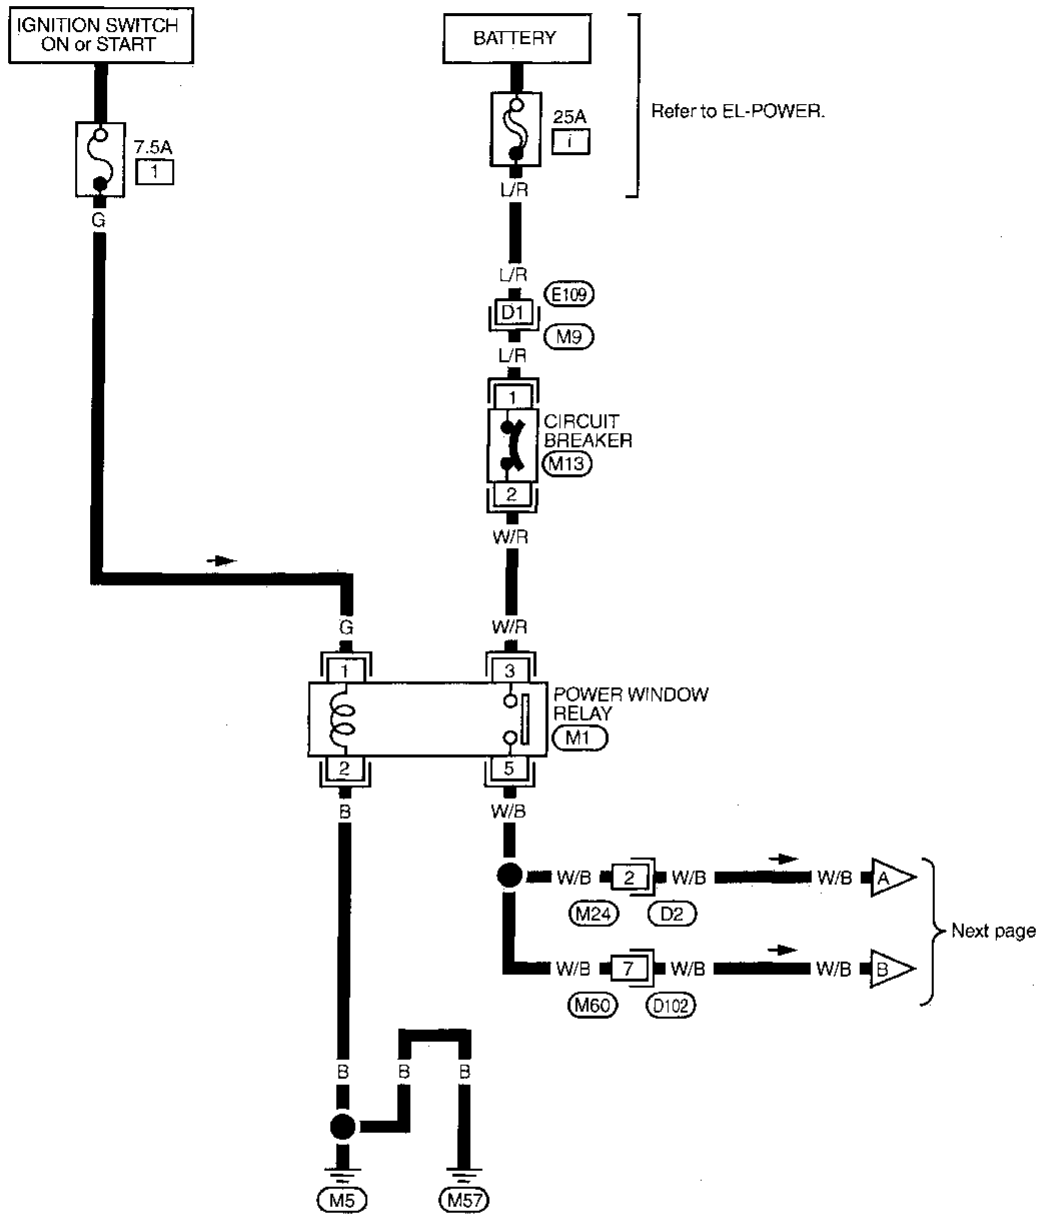 IGNITION SWITCH
ON or START
BATTERY
7.5A
1
25A
i
Refer to EL-POWER.
G
L/R
L/R
E109
D1
M9
L/R
1
CIRCUIT
BREAKER
M13
2
W/R
G
W/R
1
3
POWER WINDOW
RELAY
M1
2
5
B
W/B
W/B
2
W/B
W/B
A
M24
D2
Next page
W/B
7
W/B
W/B
B
M60
D102
B
B
B
M5
M57